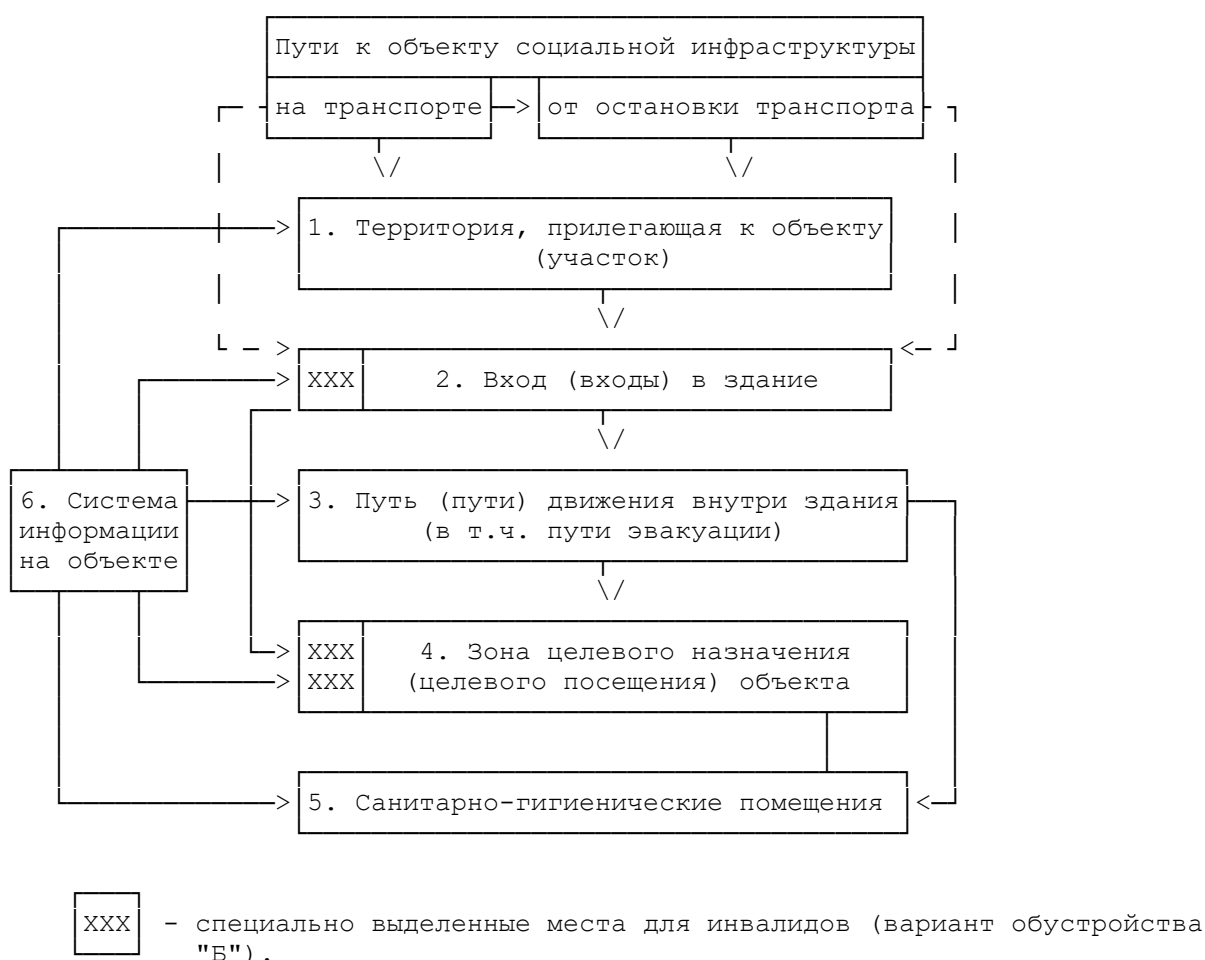 Пути к объекту социальной инфраструктуры
на транспорте
от остановки транспорта
1. Территория, прилегающая к объекту
(участок)
XXX
2. Вход (входы) в здание
6. Система
информации
на объекте
3. Путь (пути) движения внутри здания
(в т.ч. пути эвакуации)
XXX
XXX
4. Зона целевого назначения
(целевого посещения) объекта
5. Санитарно-гигиенические помещения
XXX
- специально выделенные места для инвалидов (вариант обустройства
"Б").